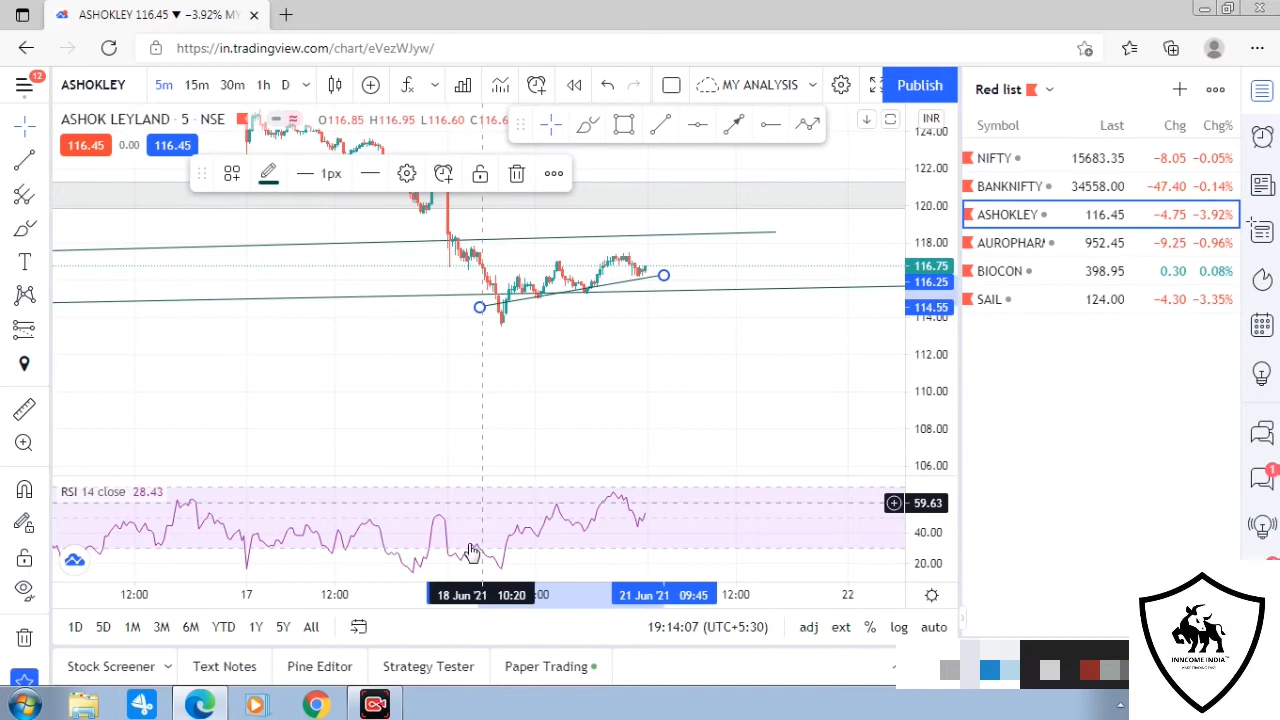 ASHOKLEY 116.45 ▼ −3.92% MY
https://in.tradingview.com/chart/eVezWJyw/
12
ASHOKLEY 5m 15m 30m 1h D MY ANALYSIS Publish
Red list
ASHOK LEYLAND · 5 · NSE O116.85 H116.95 L116.60 C116.6
INR
116.45 0.00 116.45
1px
Symbol Last Chg Chg%
NIFTY 15683.35 −8.05 −0.05%
BANKNIFTY 34558.00 −47.40 −0.14%
ASHOKLEY 116.45 −4.75 −3.92%
AUROPHARM 952.45 −9.25 −0.96%
BIOCON 398.95 0.30 0.08%
SAIL 124.00 −4.30 −3.35%
124.00
122.00
120.00
118.00
116.75
116.25
114.55
114.00
112.00
110.00
108.00
106.00
RSI 14 close 28.43
59.63
40.00
20.00
1
12:00 17 12:00 18 Jun '21 10:20 :00 21 Jun '21 09:45 12:00 22
1D 5D 1M 3M 6M YTD 1Y 5Y All 19:14:07 (UTC+5:30) adj ext % log auto
Stock Screener Text Notes Pine Editor Strategy Tester Paper Trading
INNCOME INDIA™